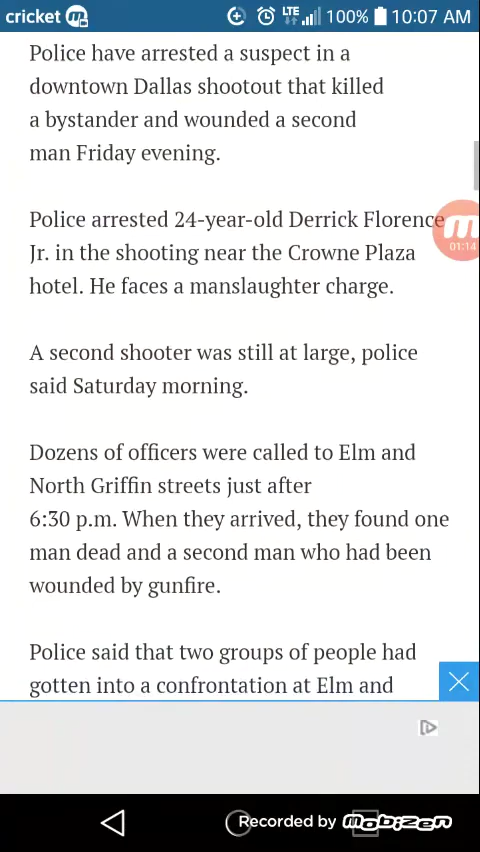 cricket
LTE 100% 10:07 AM
Police have arrested a suspect in a
downtown Dallas shootout that killed
a bystander and wounded a second
man Friday evening.
Police arrested 24-year-old Derrick Florence
Jr. in the shooting near the Crowne Plaza
hotel. He faces a manslaughter charge.
01:14
A second shooter was still at large, police
said Saturday morning.
Dozens of officers were called to Elm and
North Griffin streets just after
6:30 p.m. When they arrived, they found one
man dead and a second man who had been
wounded by gunfire.
Police said that two groups of people had
gotten into a confrontation at Elm and
Recorded by Mobizen